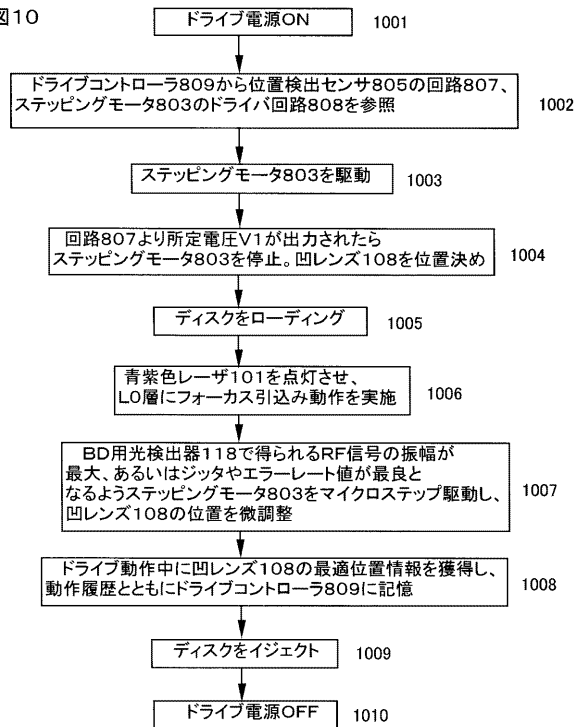 図10
ドライブ電源ON 1001
ドライブコントローラ809から位置検出センサ805の回路807、
ステッピングモータ803のドライバ回路808を参照 1002
ステッピングモータ803を駆動 1003
回路807より所定電圧V1が出力されたら
ステッピングモータ803を停止。凹レンズ108を位置決め 1004
ディスクをローディング 1005
青紫色レーザ101を点灯させ、
L0層にフォーカス引込み動作を実施 1006
BD用光検出器118で得られるRF信号の振幅が
最大、あるいはジッタやエラーレート値が最良と
なるようステッピングモータ803をマイクロステップ駆動し、 1007
凹レンズ108の位置を微調整
ドライブ動作中に凹レンズ108の最適位置情報を獲得し、
動作履歴とともにドライブコントローラ809に記憶 1008
ディスクをイジェクト 1009
ドライブ電源OFF 1010